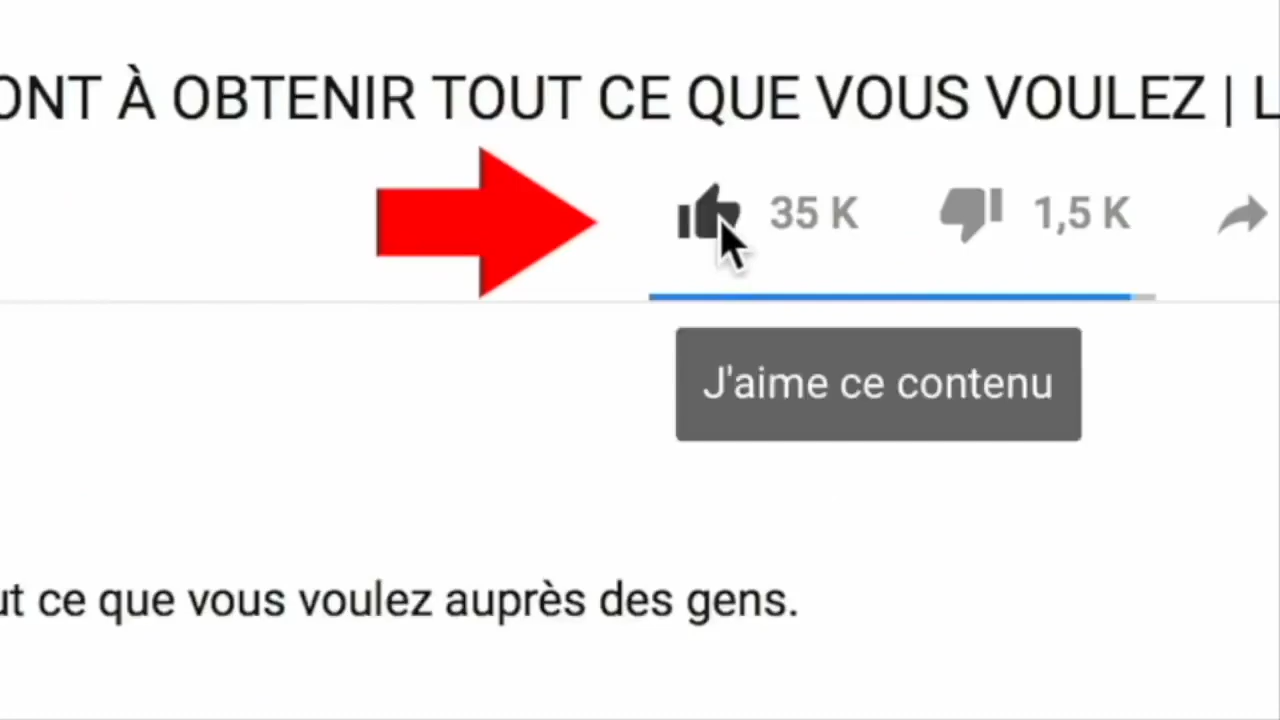 ONT À OBTENIR TOUT CE QUE VOUS VOULEZ | L
35 K 1,5 K
J'aime ce contenu
ut ce que vous voulez auprès des gens.